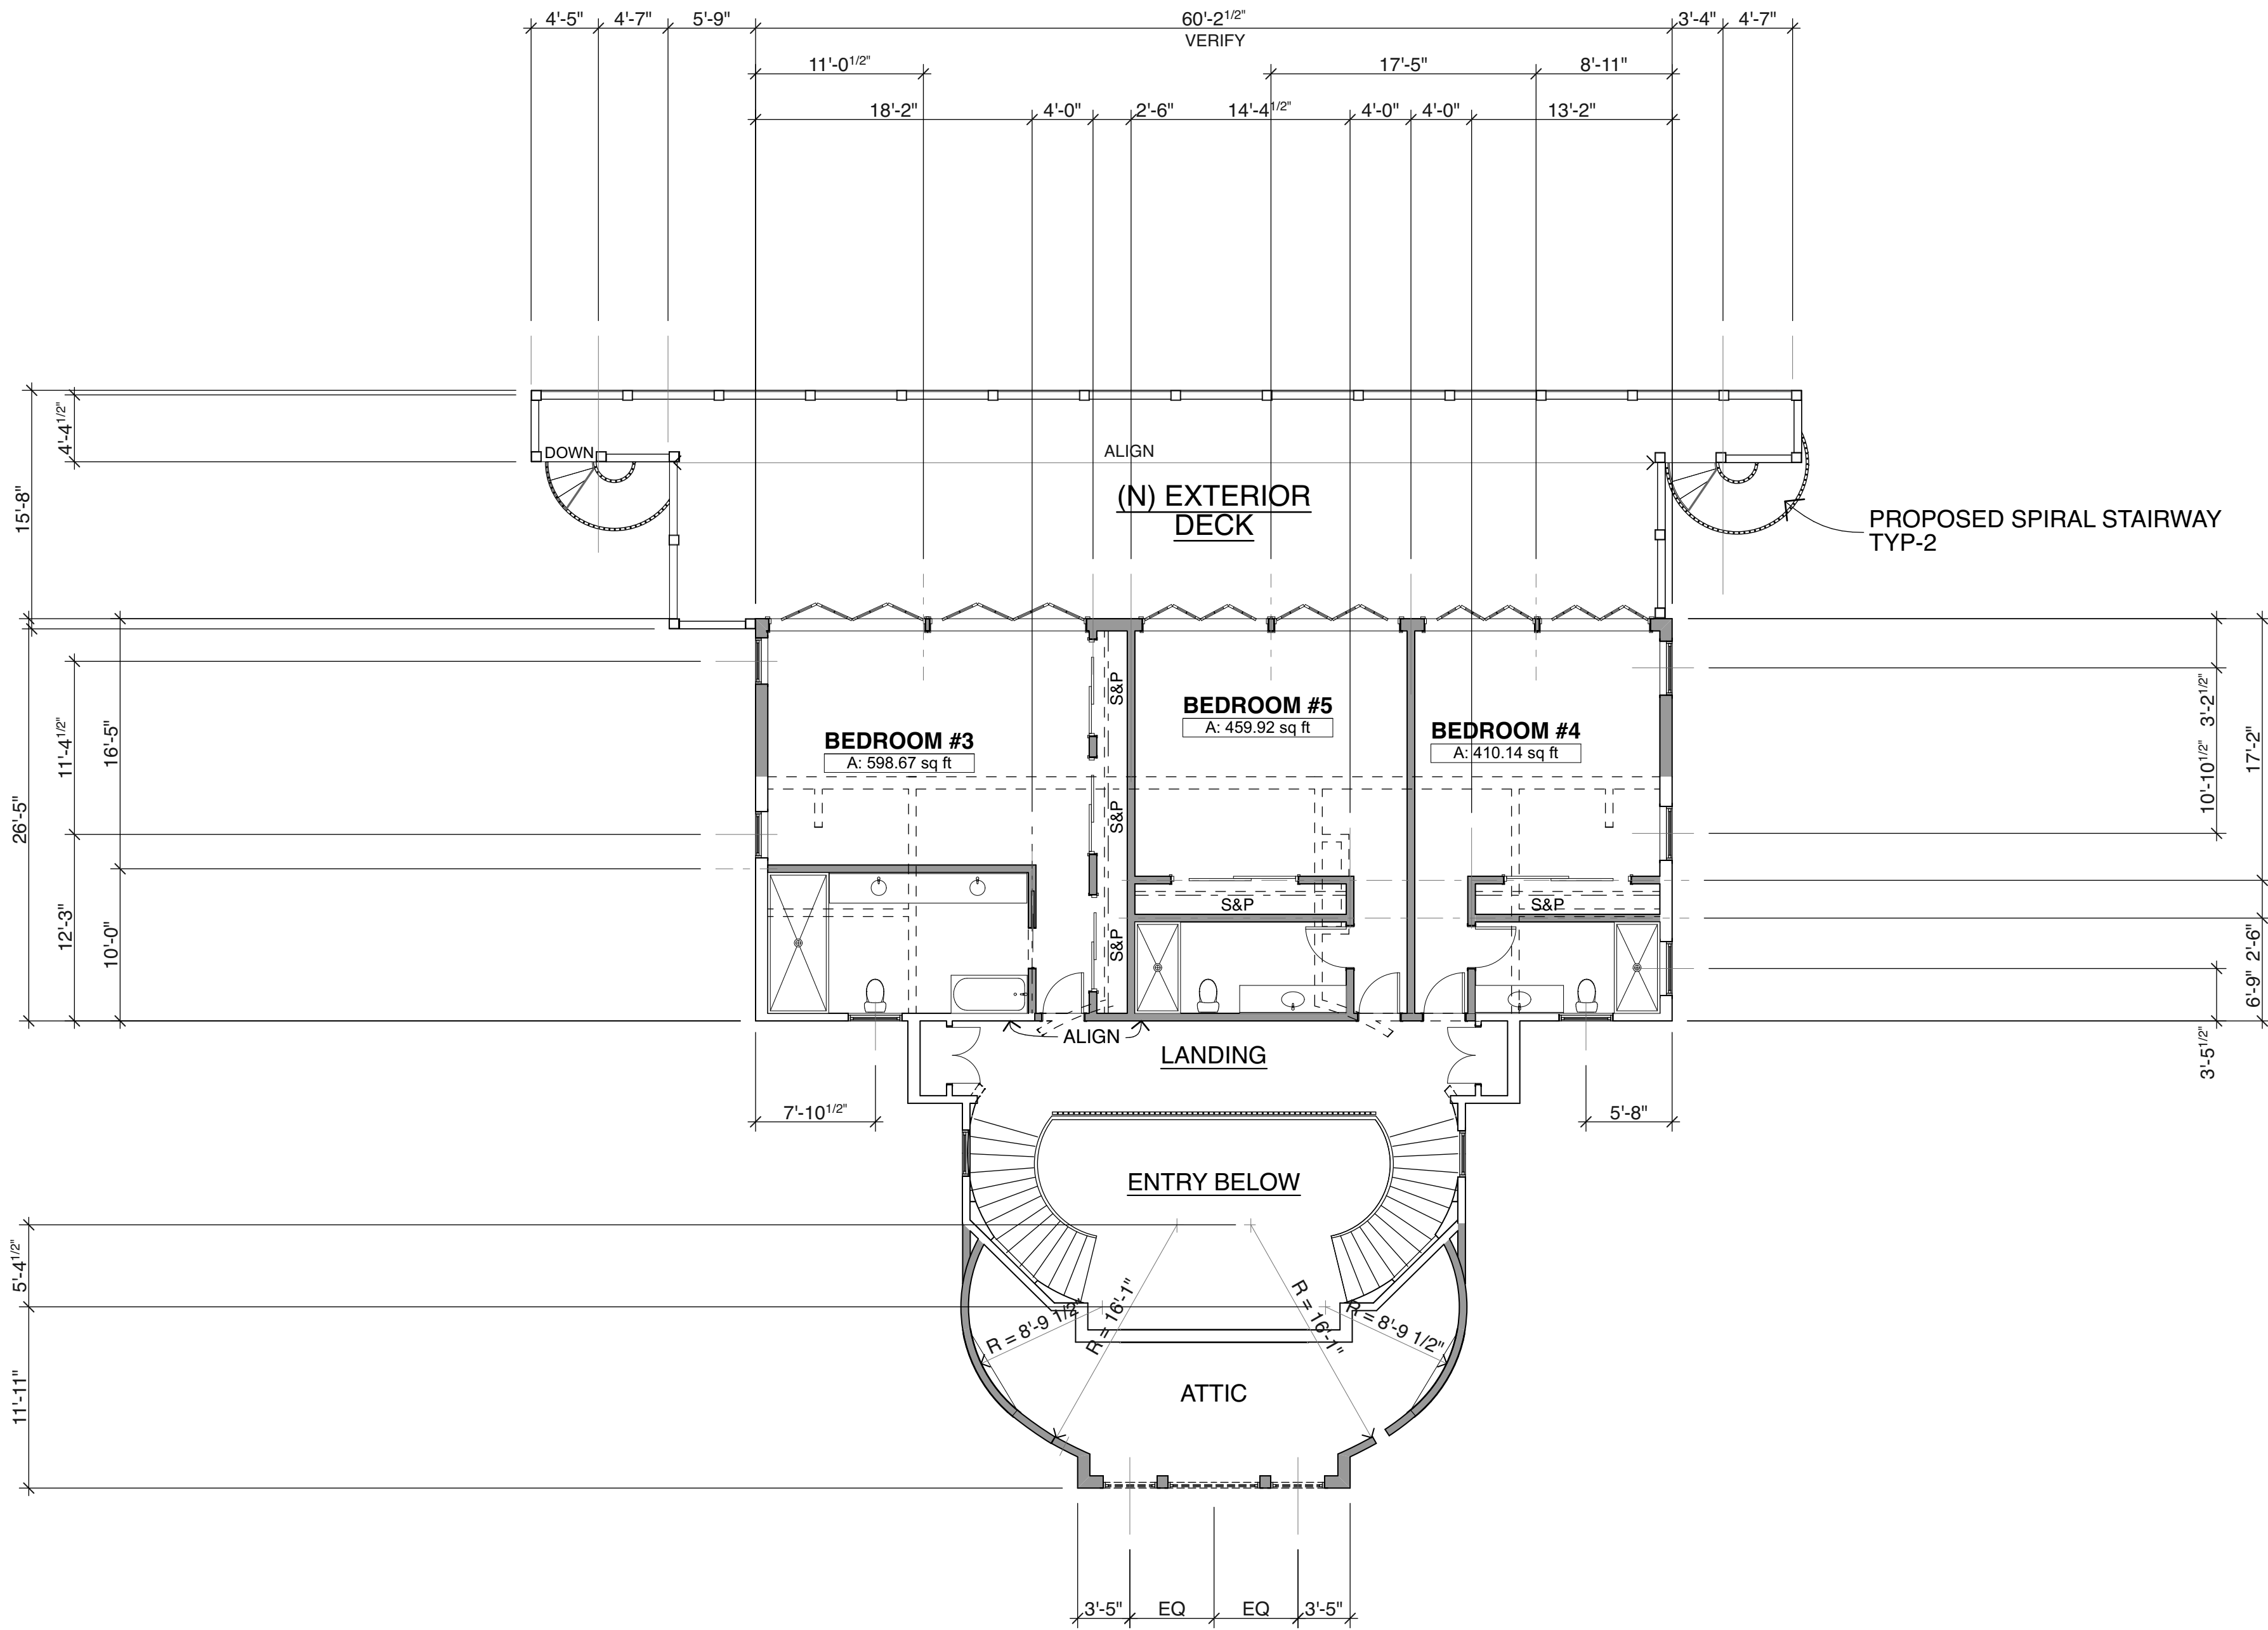 4'-5" 4'-7" 5'-9" 60'-2 1/2" 3'-4" 4'-7"
VERIFY
11'-0 1/2" 17'-5" 8'-11"
18'-2" 4'-0" 2'-6" 14'-4 1/2" 4'-0" 4'-0" 13'-2"
4'-4 1/2"
15'-8"
DOWN
ALIGN
(N) EXTERIOR
DECK
PROPOSED SPIRAL STAIRWAY
TYP-2
26'-5"
11'-4 1/2"
12'-3"
16'-5"
10'-0"
BEDROOM #3
A: 598.67 sq ft
S&P
S&P
S&P
BEDROOM #5
A: 459.92 sq ft
S&P
BEDROOM #4
A: 410.14 sq ft
S&P
3'-2 1/2"
10'-10 1/2"
3'-5 1/2"
17'-2"
2'-6"
6'-9"
ALIGN
LANDING
7'-10 1/2"
5'-8"
ENTRY BELOW
5'-4 1/2"
11'-11"
R = 8'-9 1/2"
R = 16'-1"
R = 16'-1"
R = 8'-9 1/2"
ATTIC
3'-5" EQ EQ 3'-5"